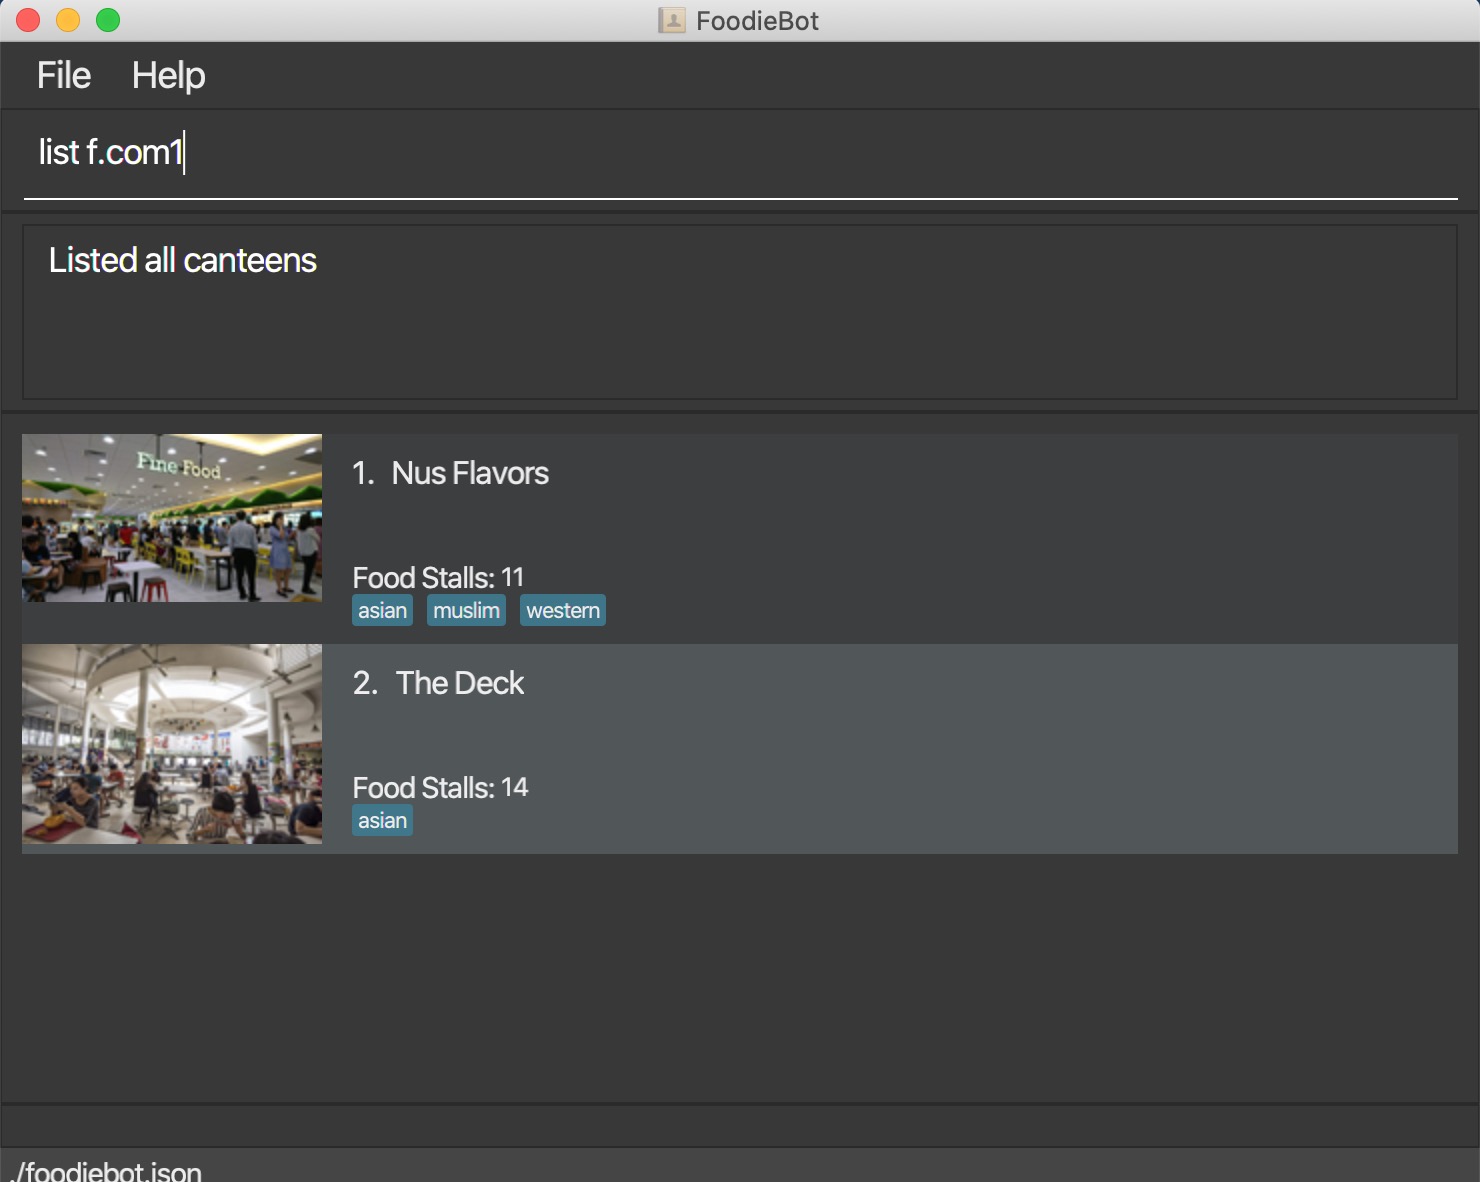 FoodieBot
File Help
list f.com1
Listed all canteens
Fine Food
1. Nus Flavors
Food Stalls: 11
asian muslim western
2. The Deck
Food Stalls: 14
asian
./foodiebot.json